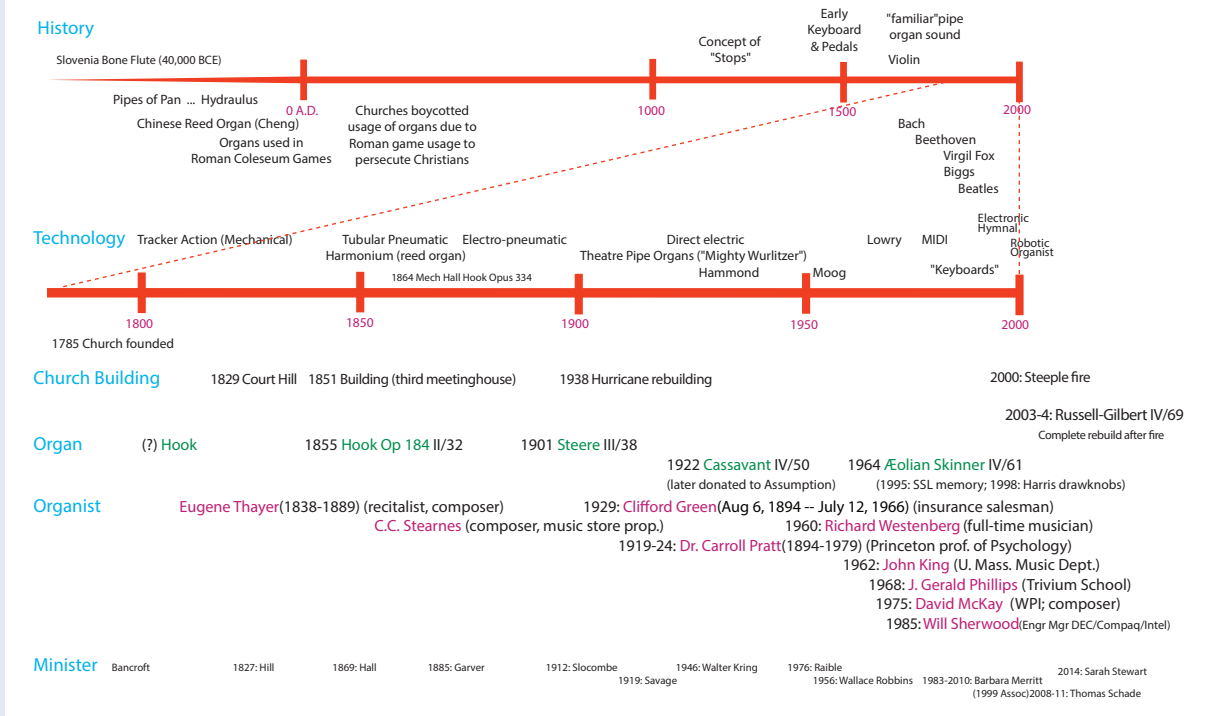 History
Slovenia Bone Flute (40,000 BCE)
Concept of
"Stops"
Early
Keyboard
& Pedals
"familiar"pipe
organ sound
Violin
Pipes of Pan ... Hydraulus
0 A.D.
1000
1500
2000
Chinese Reed Organ (Cheng)
Organs used in
Roman Coleseum Games
Churches boycotted
usage of organs due to
Roman game usage to
persecute Christians
Bach
Beethoven
Virgil Fox
Biggs
Beatles
Technology
Tracker Action (Mechanical)
Tubular Pneumatic
Harmonium (reed organ)
Electro-pneumatic
1864 Mech Hall Hook Opus 334
Direct electric
Theatre Pipe Organs ("Mighty Wurlitzer")
Hammond
Moog
Lowry
MIDI
"Keyboards"
Electronic
Hymnal
Robotic
Organist
1800
1850
1900
1950
2000
1785 Church founded
Church Building
1829 Court Hill
1851 Building (third meetinghouse)
1938 Hurricane rebuilding
2000: Steeple fire
2003-4: Russell-Gilbert IV/69
Complete rebuild after fire
Organ
(?) Hook
1855 Hook Op 184 II/32
1901 Steere III/38
1922 Cassavant IV/50
(later donated to Assumption)
1964 Æolian Skinner IV/61
(1995: SSL memory; 1998: Harris drawknobs)
Organist
Eugene Thayer(1838-1889) (recitalist, composer)
1929: Clifford Green(Aug 6, 1894 -- July 12, 1966) (insurance salesman)
C.C. Stearnes (composer, music store prop.)
1960: Richard Westenberg (full-time musician)
1919-24: Dr. Carroll Pratt(1894-1979) (Princeton prof. of Psychology)
1962: John King (U. Mass. Music Dept.)
1968: J. Gerald Phillips (Trivium School)
1975: David McKay (WPI; composer)
1985: Will Sherwood(Engr Mgr DEC/Compaq/Intel)
Minister
Bancroft
1827: Hill
1869: Hall
1885: Garver
1912: Slocombe
1919: Savage
1946: Walter Kring
1976: Raible
1956: Wallace Robbins
1983-2010: Barbara Merritt
(1999 Assoc)2008-11: Thomas Schade
2014: Sarah Stewart